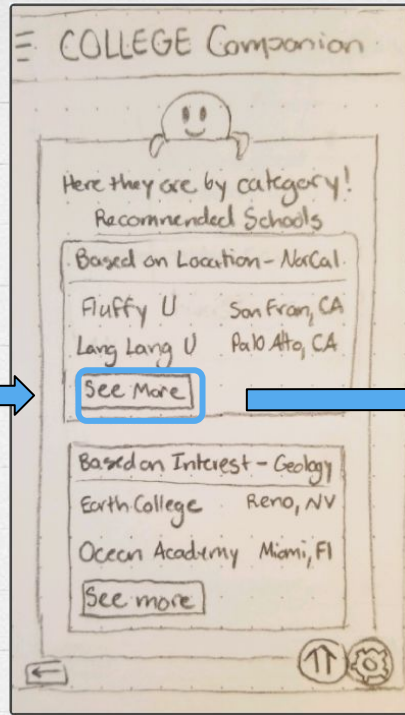 COLLEGE Companion
Here they are by category!
Recommended Schools
Based on Location - NorCal
Fluffy U San Fran, CA
Lang Lang U Palo Alto, CA
See More
Based on Interest - Geology
Earth College Reno, NV
Ocean Academy Miami, Fl
See more